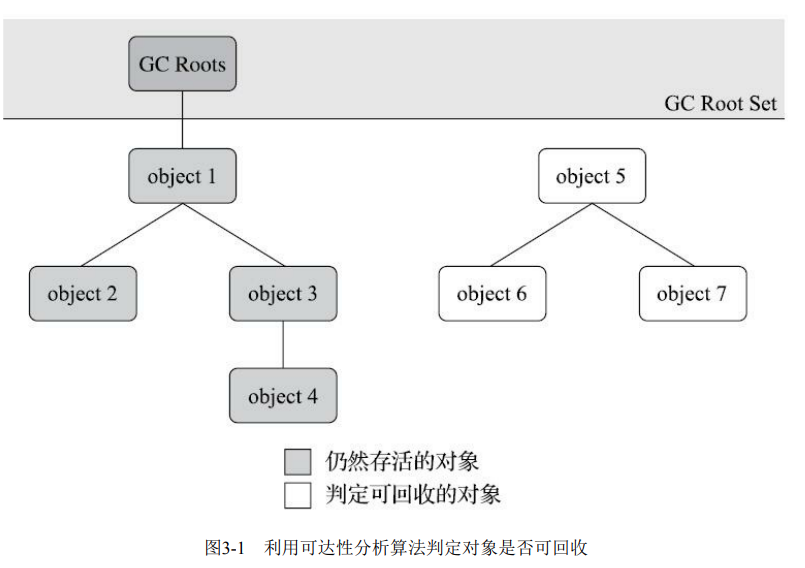 GC Roots
GC Root Set
object 1
object 5
object 2
object 3
object 6
object 7
object 4
仍然存活的对象
判定可回收的对象
图3-1 利用可达性分析算法判定对象是否可回收